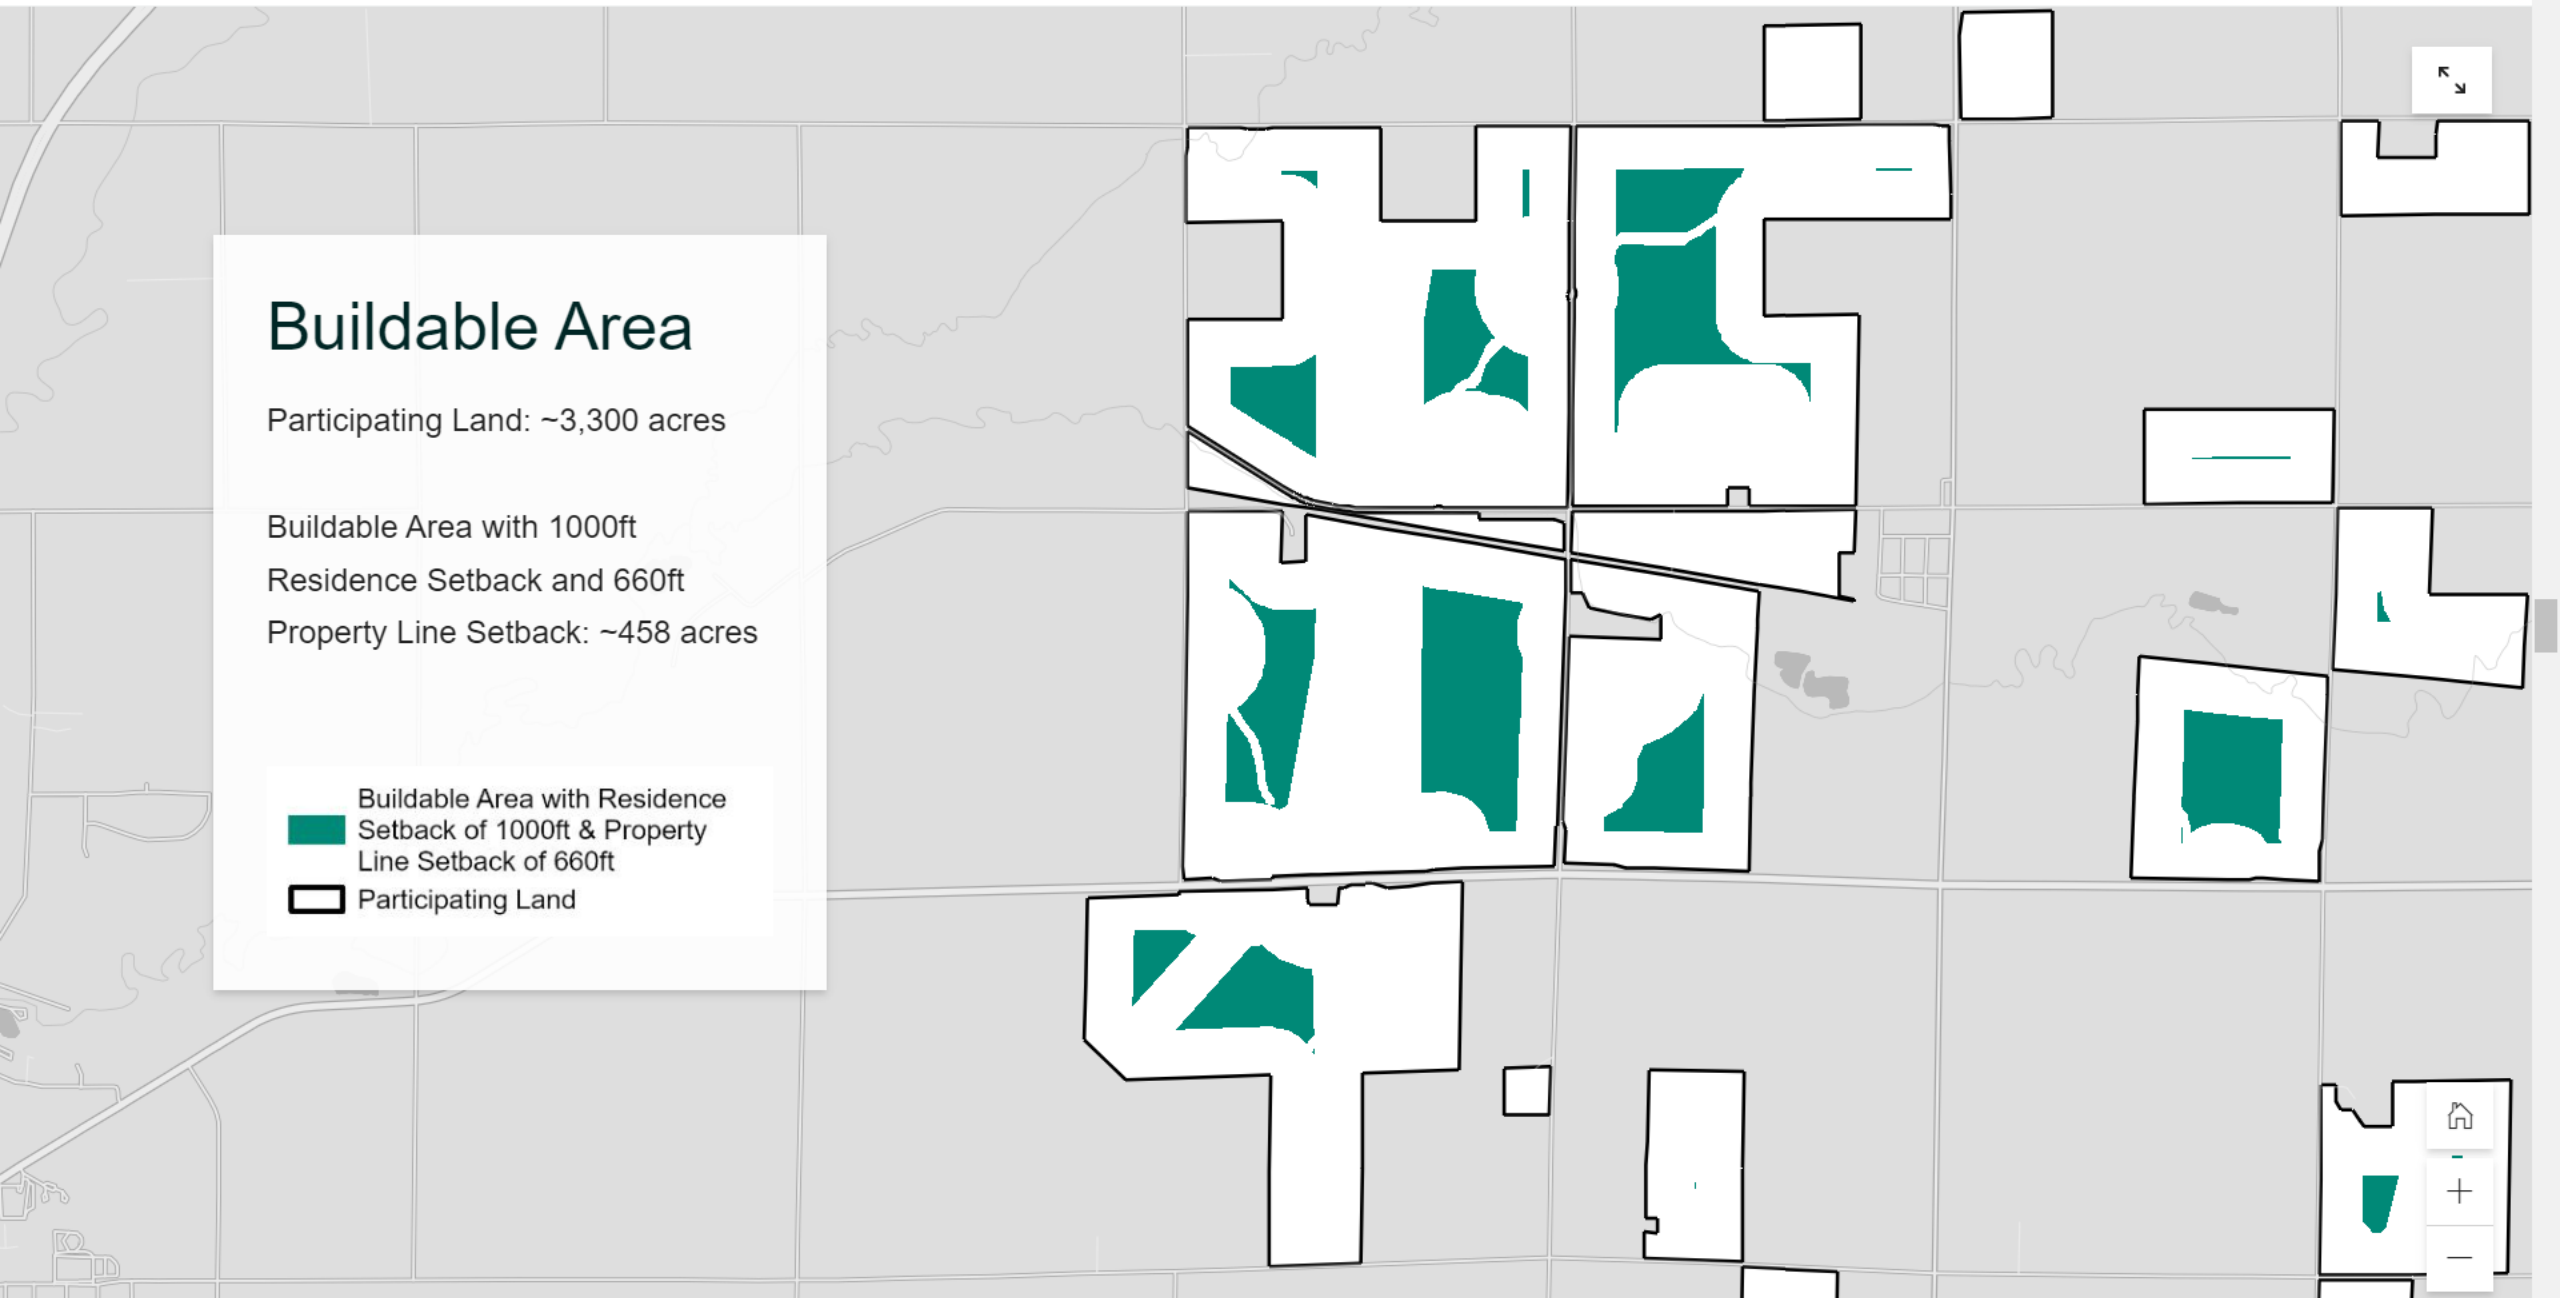 Buildable Area
Participating Land: ~3,300 acres
Buildable Area with 1000ft
Residence Setback and 660ft
Property Line Setback: ~458 acres
Buildable Area with Residence
Setback of 1000ft & Property
Line Setback of 660ft
Participating Land